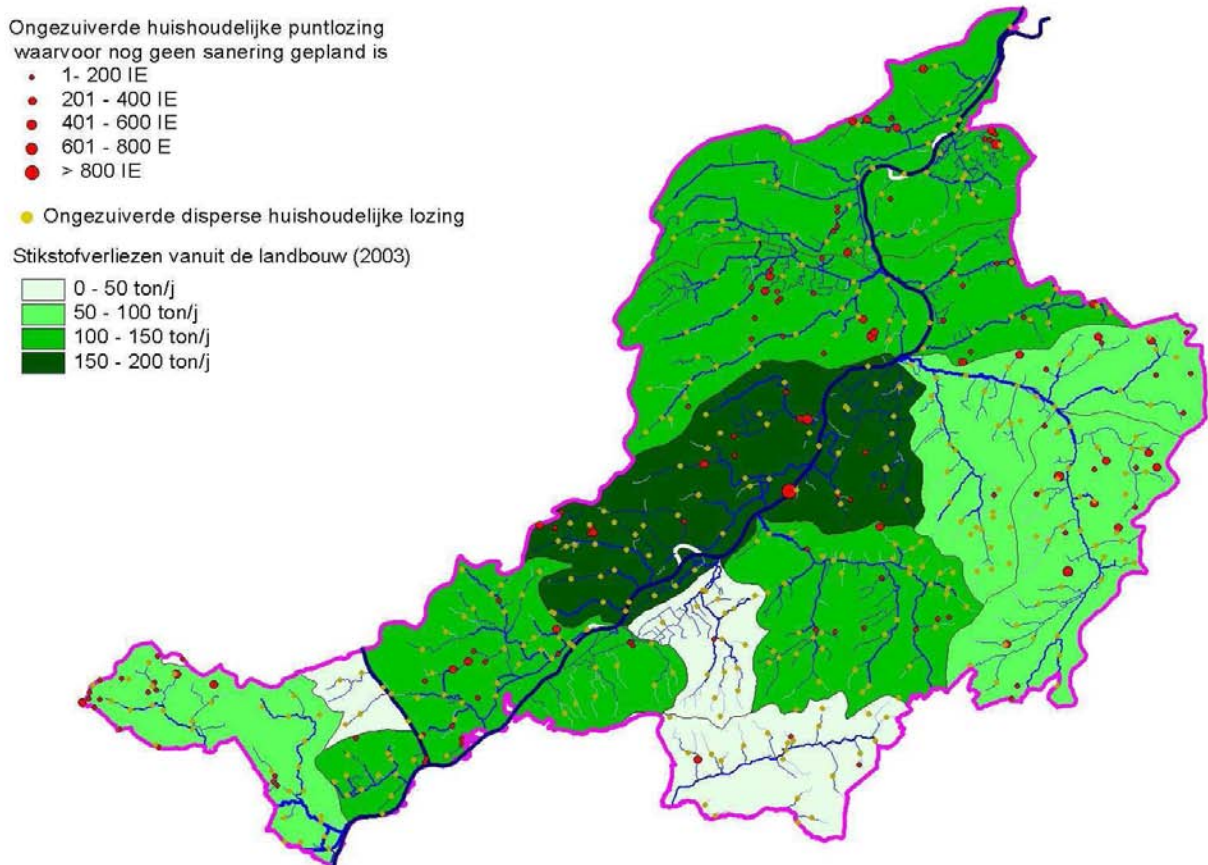 Ongezuiverde huishoudelijke puntlozing
waarvoor nog geen sanering gepland is
1- 200 IE
201 - 400 IE
401 - 600 IE
601 - 800 E
> 800 IE
Ongezuiverde disperse huishoudelijke lozing
Stikstofverliezen vanuit de landbouw (2003)
0 - 50 ton/j
50 - 100 ton/j
100 - 150 ton/j
150 - 200 ton/j